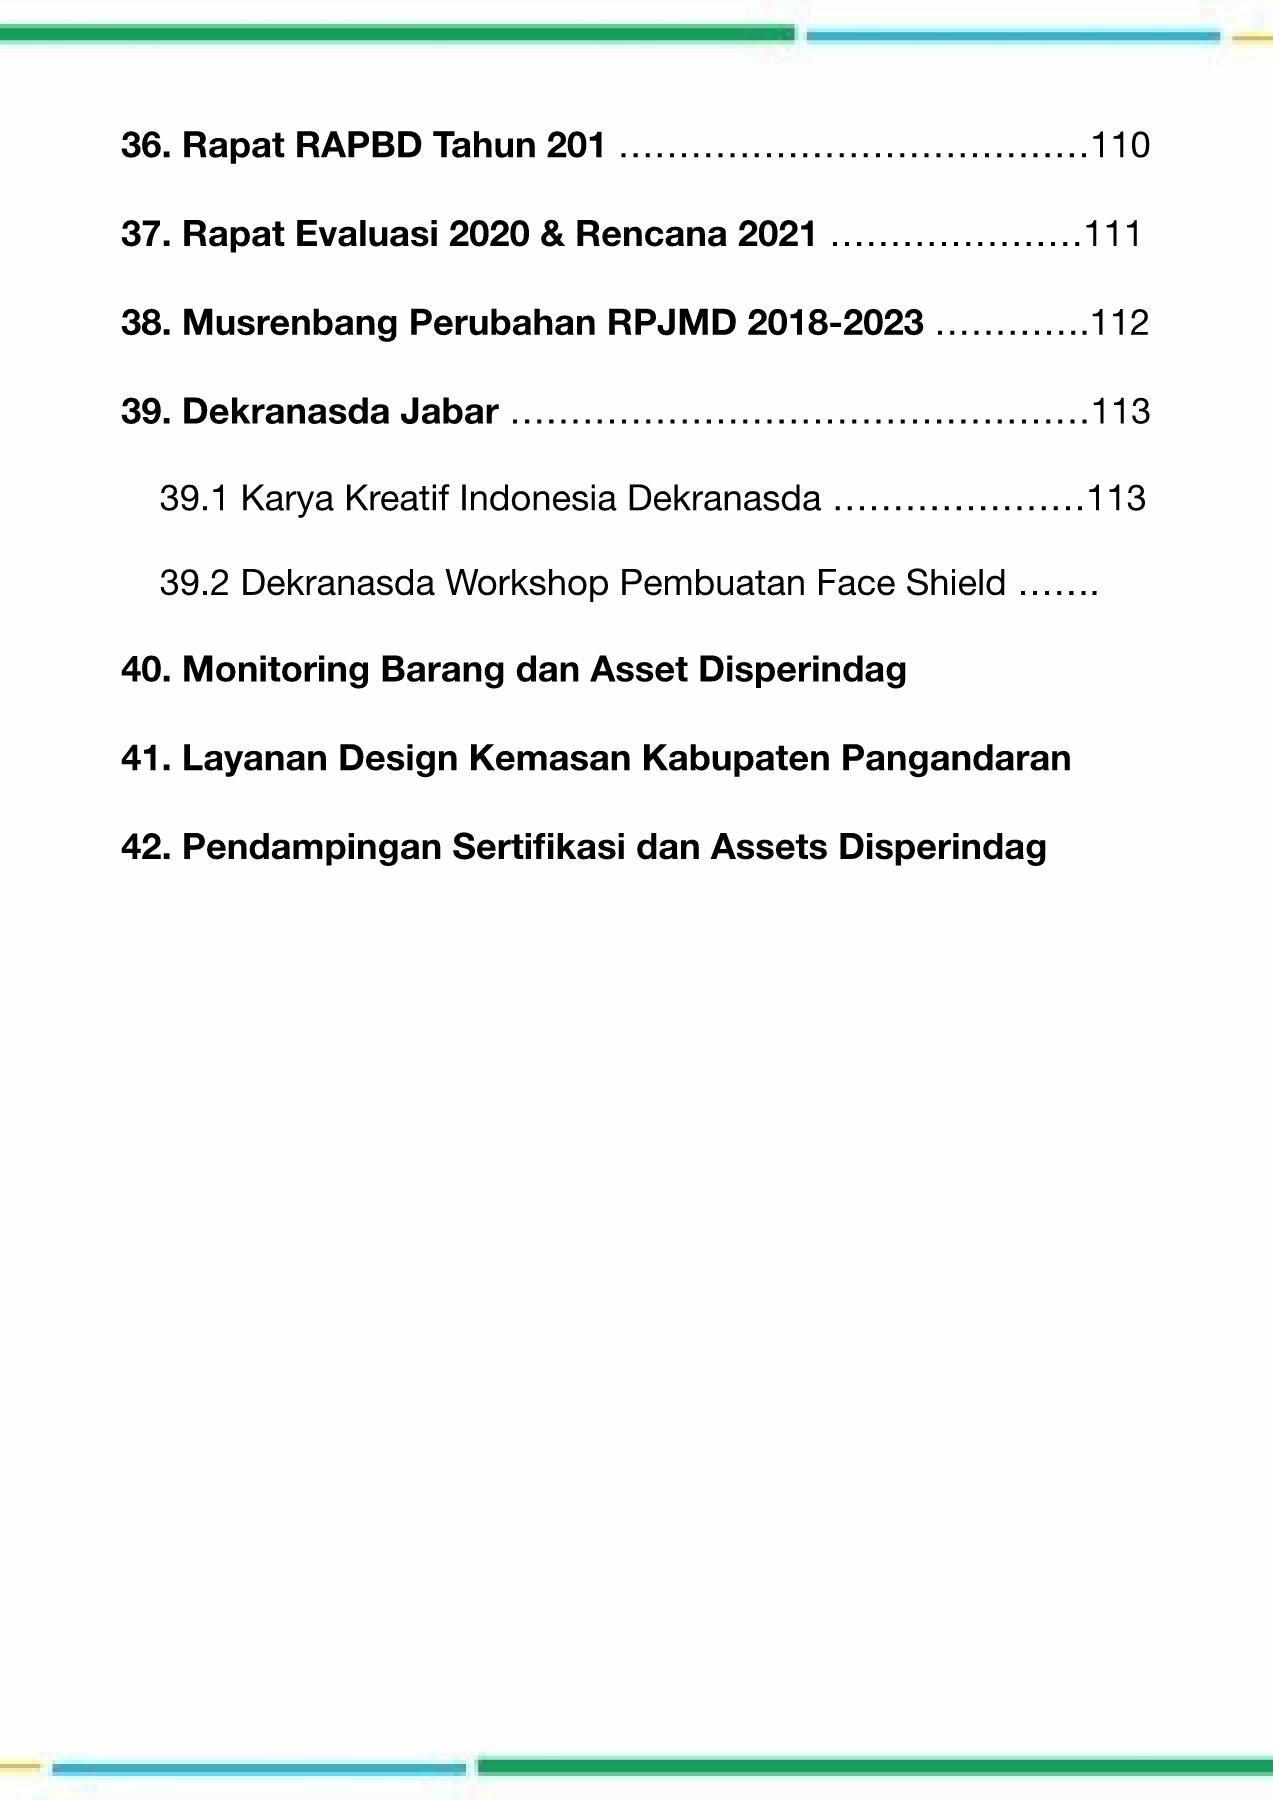 36. Rapat RAPBD Tahun 201 ……………………………………110
37. Rapat Evaluasi 2020 & Rencana 2021 …………………111
38. Musrenbang Perubahan RPJMD 2018-2023 ………….112
39. Dekranasda Jabar …………………………………………113
39.1 Karya Kreatif Indonesia Dekranasda …………………113
39.2 Dekranasda Workshop Pembuatan Face Shield …….
40. Monitoring Barang dan Asset Disperindag
41. Layanan Design Kemasan Kabupaten Pangandaran
42. Pendampingan Sertifikasi dan Assets Disperindag